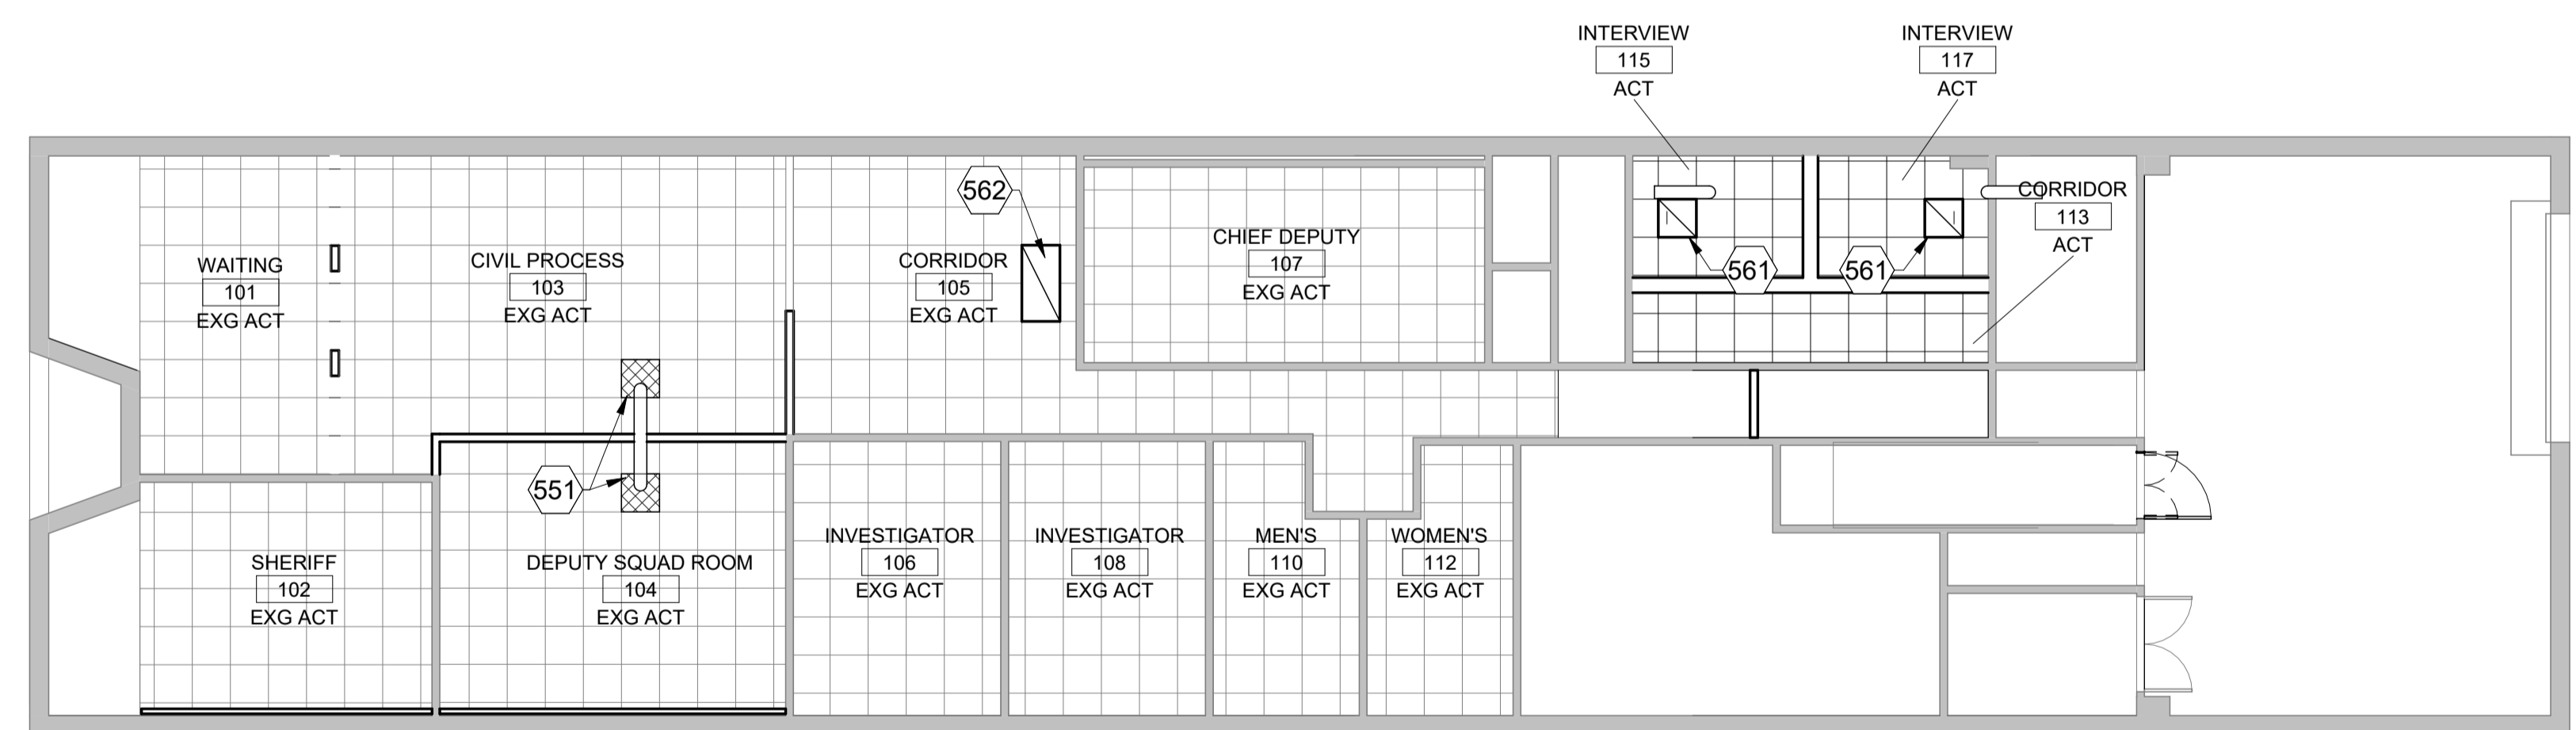 INTERVIEW
115
ACT
INTERVIEW
117
ACT
562
WAITING
101
EXG ACT
CIVIL PROCESS
103
EXG ACT
CORRIDOR
105
EXG ACT
CHIEF DEPUTY
107
EXG ACT
561
561
CORRIDOR
113
ACT
551
SHERIFF
102
EXG ACT
DEPUTY SQUAD ROOM
104
EXG ACT
INVESTIGATOR
106
EXG ACT
INVESTIGATOR
108
EXG ACT
MEN'S
110
EXG ACT
WOMEN'S
112
EXG ACT